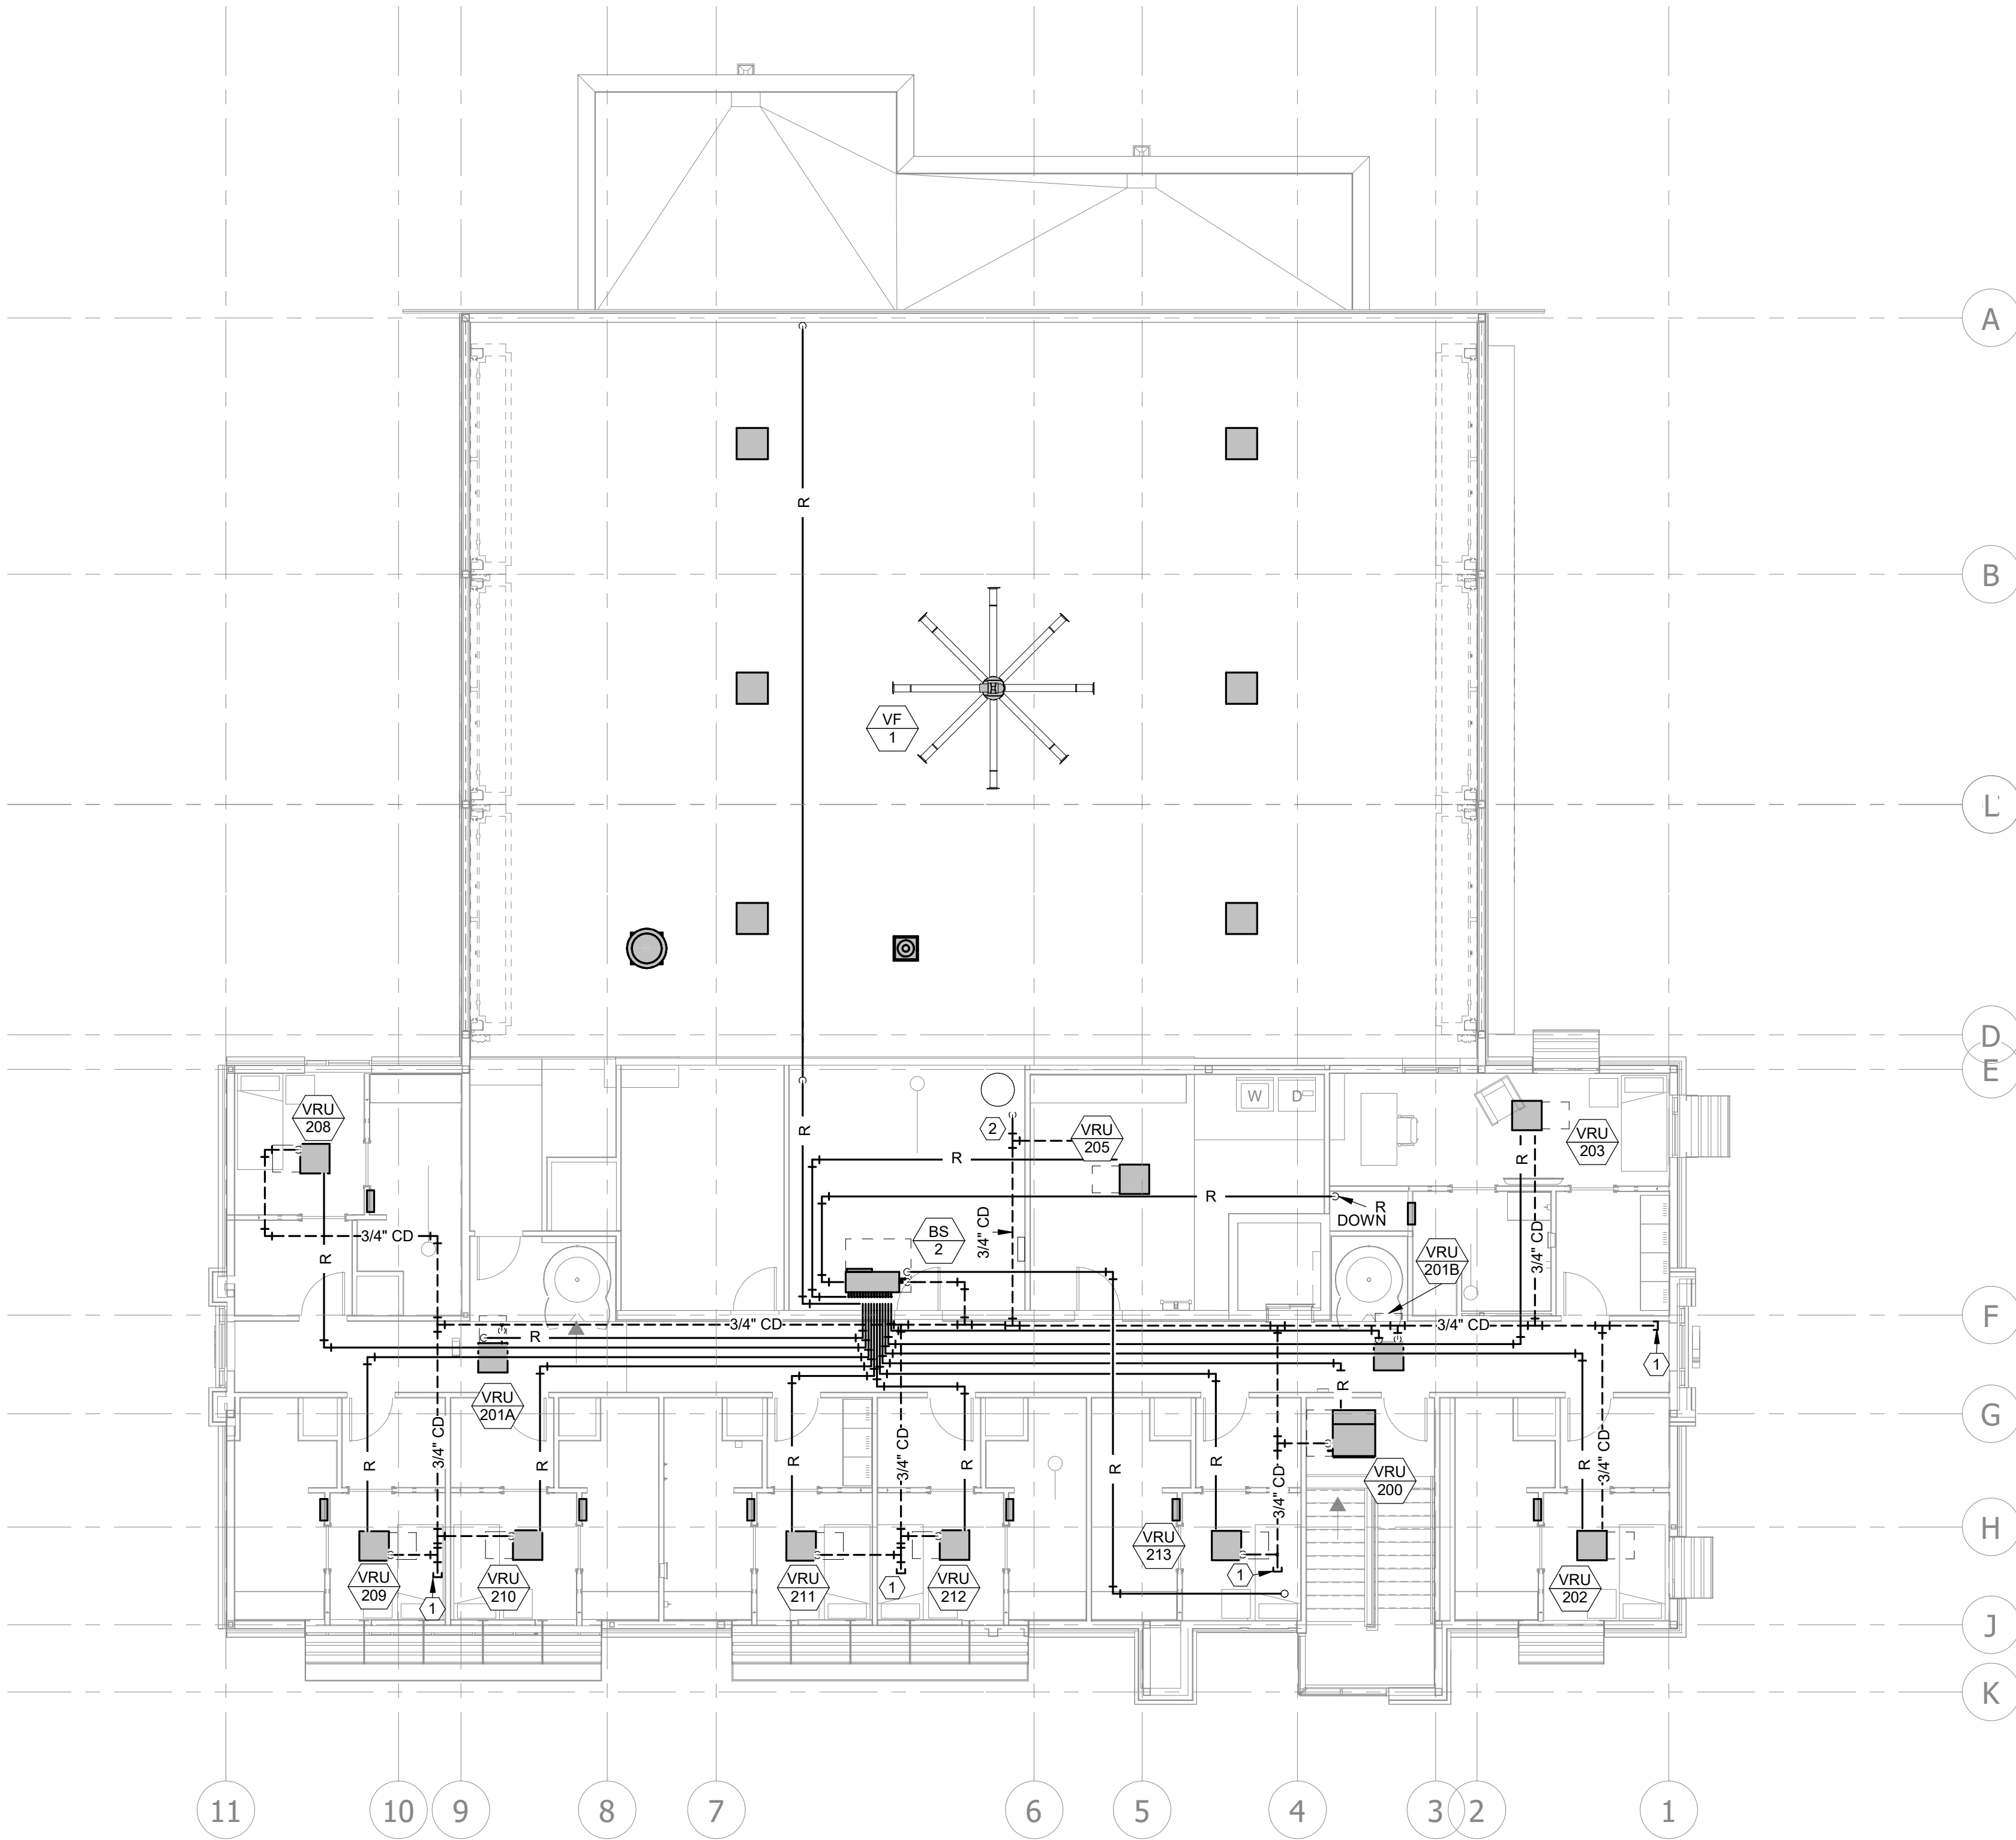 A
R
B
VF
1
L
D
E
VRU
208
2
VRU
205
W
D
VRU
203
R
R
R
R
R
DOWN
3/4" CD
BS
2
3/4" CD
VRU
201B
3/4" CD
R
F
3/4" CD
3/4" CD
R
1
VRU
201A
R
G
3/4" CD
3/4" CD
3/4" CD
3/4" CD
R
R
R
R
R
R
R
VRU
200
H
VRU
213
VRU
209
1
VRU
210
VRU
211
1
VRU
212
1
VRU
202
J
K
11
10
9
8
7
6
5
4
3
2
1